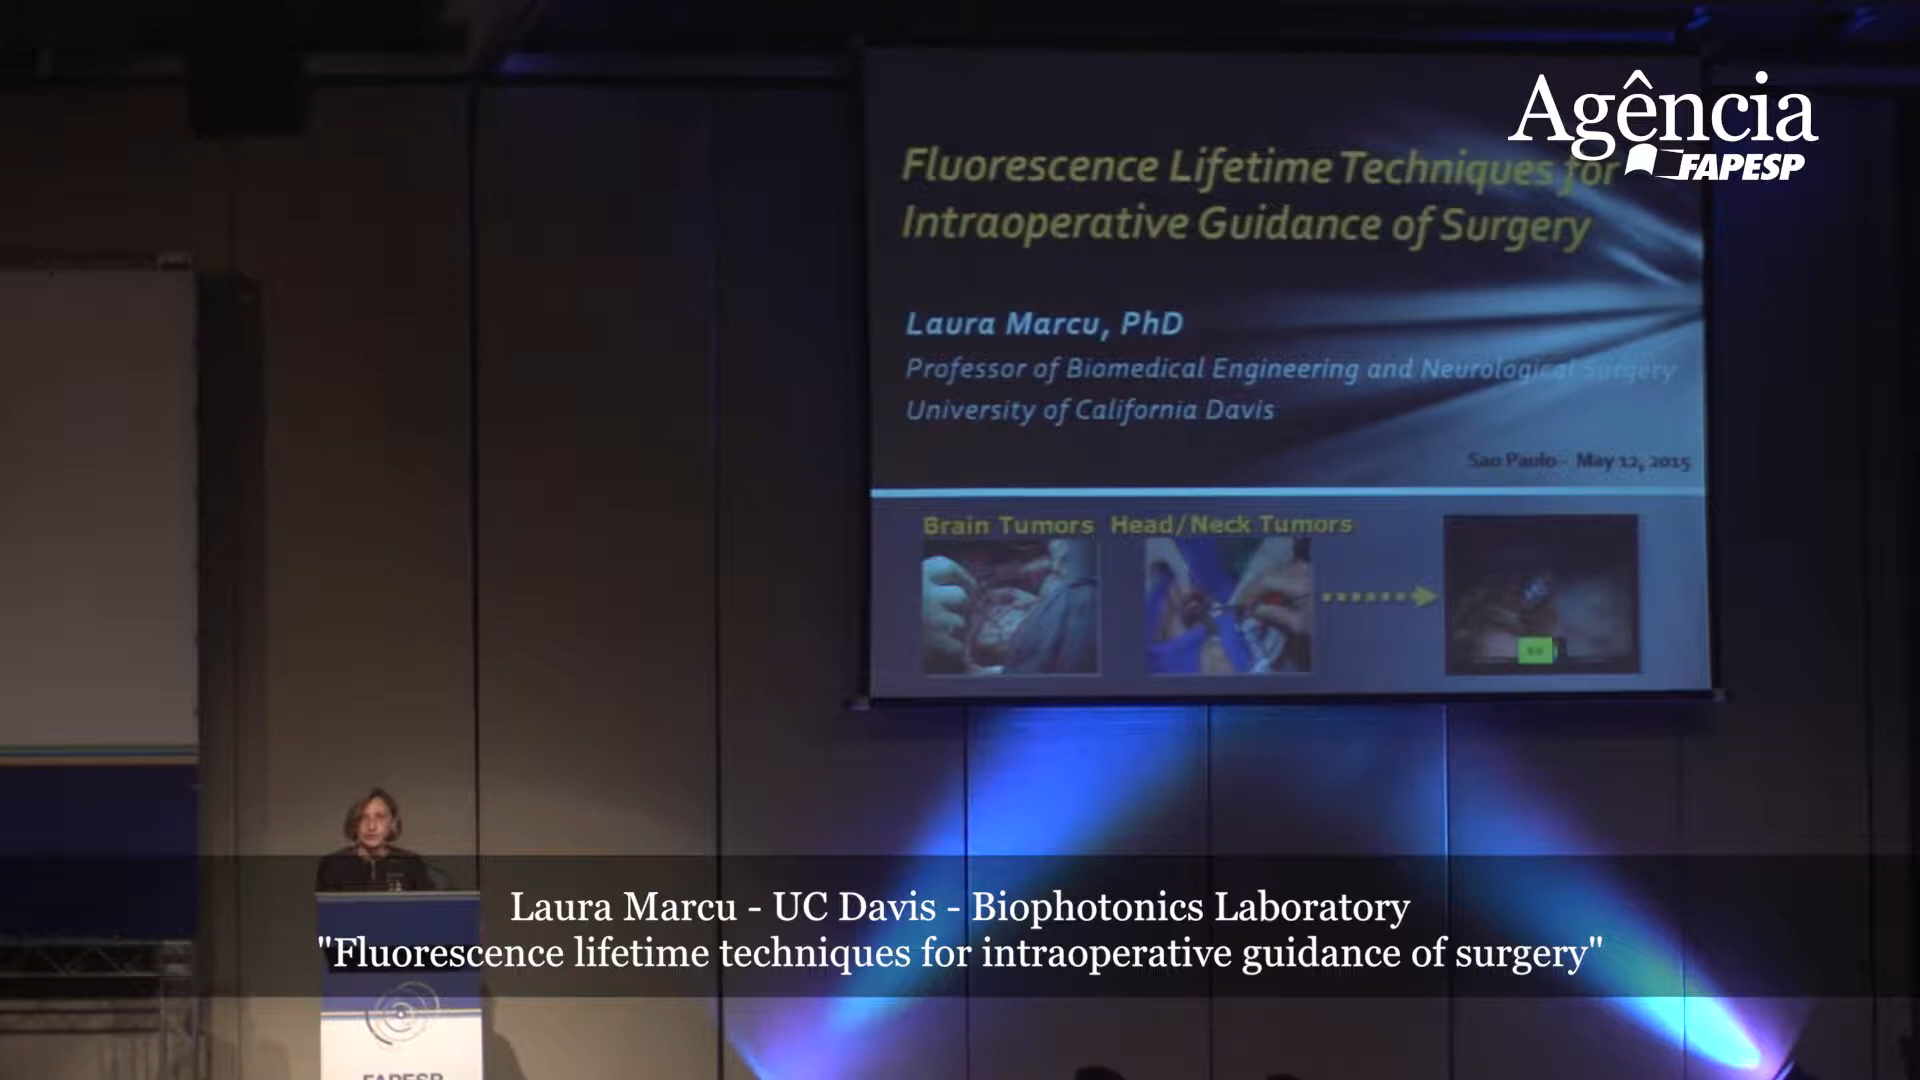 Agência
FAPESP
Fluorescence Lifetime Techniques for
Intraoperative Guidance of Surgery
Laura Marcu, PhD
Professor of Biomedical Engineering and Neurological Surgery
University of California Davis
Sao Paulo - May 12, 2015
Brain Tumors Head/Neck Tumors
Laura Marcu - UC Davis - Biophotonics Laboratory
"Fluorescence lifetime techniques for intraoperative guidance of surgery"
FAPESP